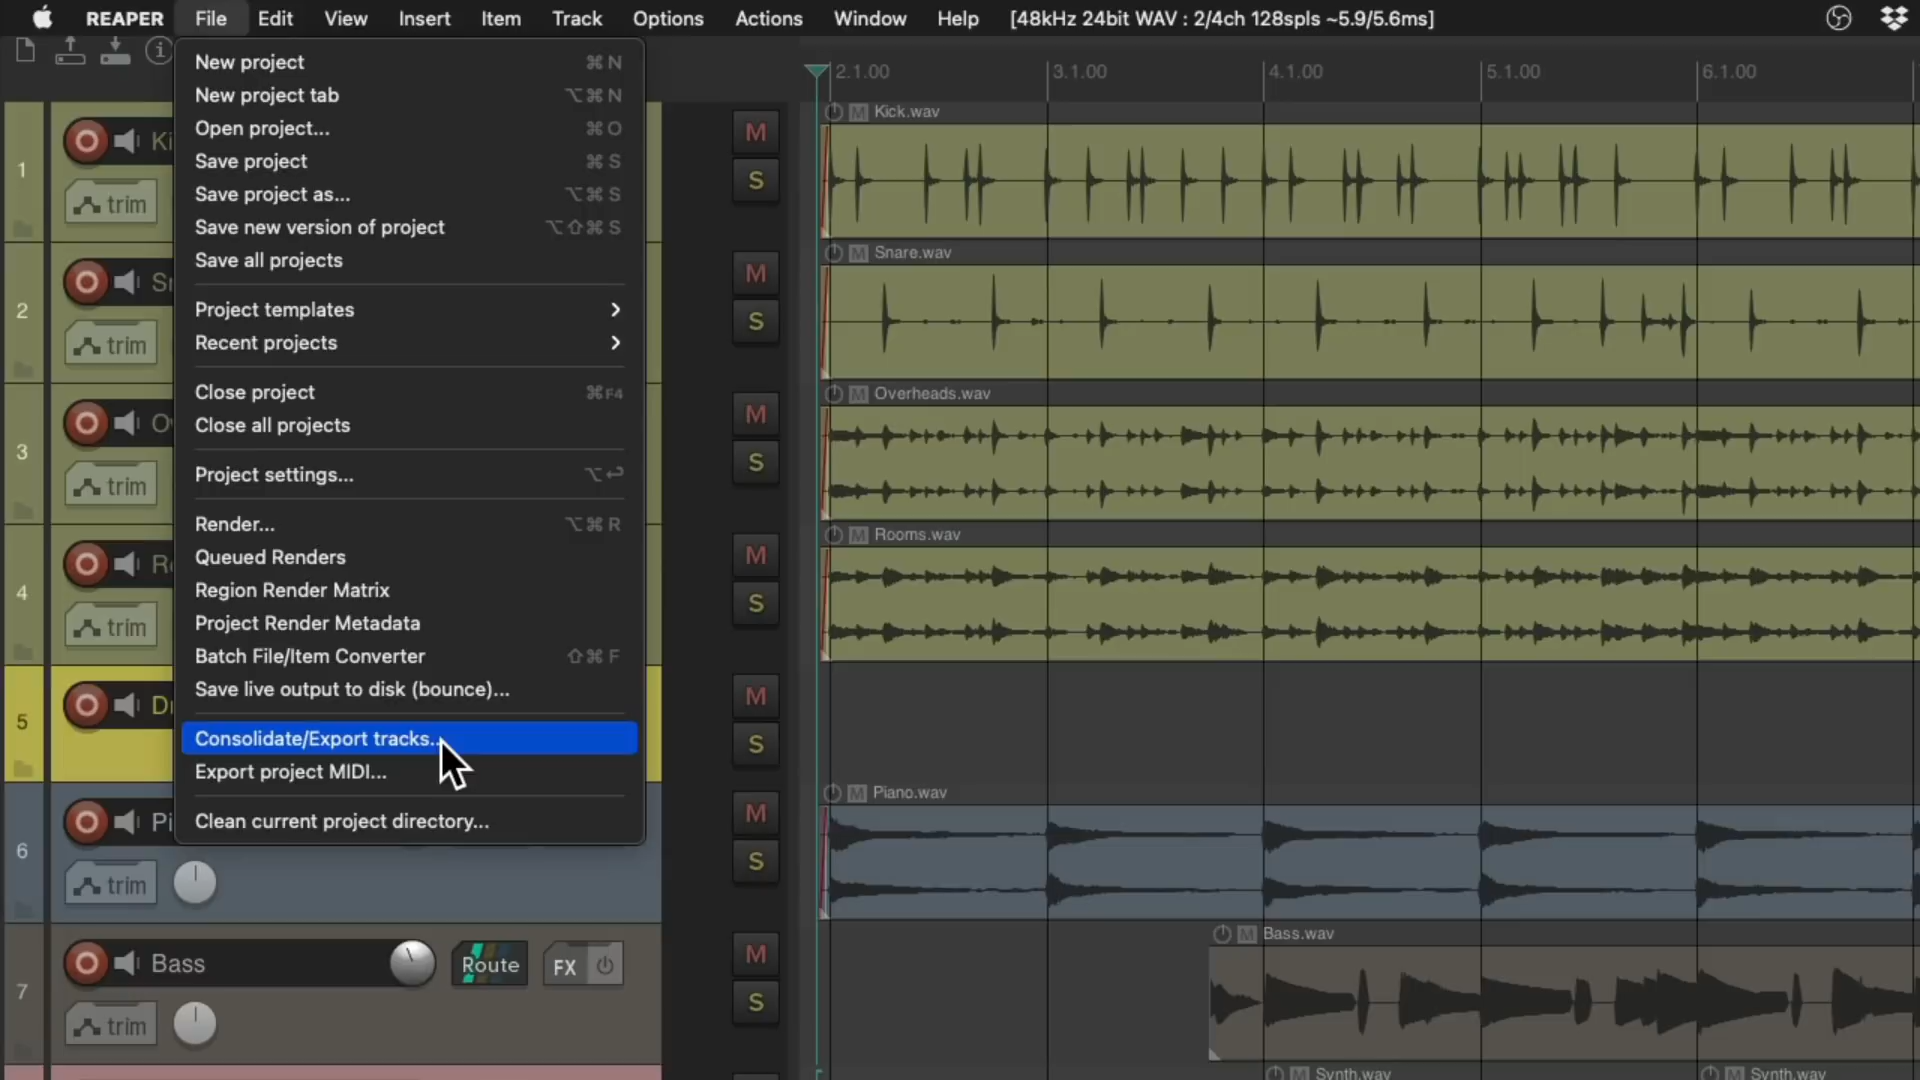 REAPER File Edit View Insert Item Track Options Actions Window Help [48kHz 24bit WAV : 2/4ch 128spls ~5.9/5.6ms]
New project ⌘ N
New project tab ⌥⌘ N
Open project... ⌘ O
Save project ⌘ S
Save project as... ⌥⌘ S
Save new version of project ⌥⇧⌘ S
Save all projects
Project templates
Recent projects
Close project ⌘F4
Close all projects
Project settings... ⌥↩
Render... ⌥⌘ R
Queued Renders
Region Render Matrix
Project Render Metadata
Batch File/Item Converter ⇧⌘ F
Save live output to disk (bounce)...
Consolidate/Export tracks...
Export project MIDI...
Clean current project directory...
2.1.00 3.1.00 4.1.00 5.1.00 6.1.00
1 Ki M Kick.wav
trim S
2 Sr M Snare.wav
trim S
3 Ov M Overheads.wav
trim S
4 Ro M Rooms.wav
trim S
5 Dr M
S
6 Pi M Piano.wav
trim S
7 Bass Route FX M Bass.wav
trim S
Synth.wav Synth.wav